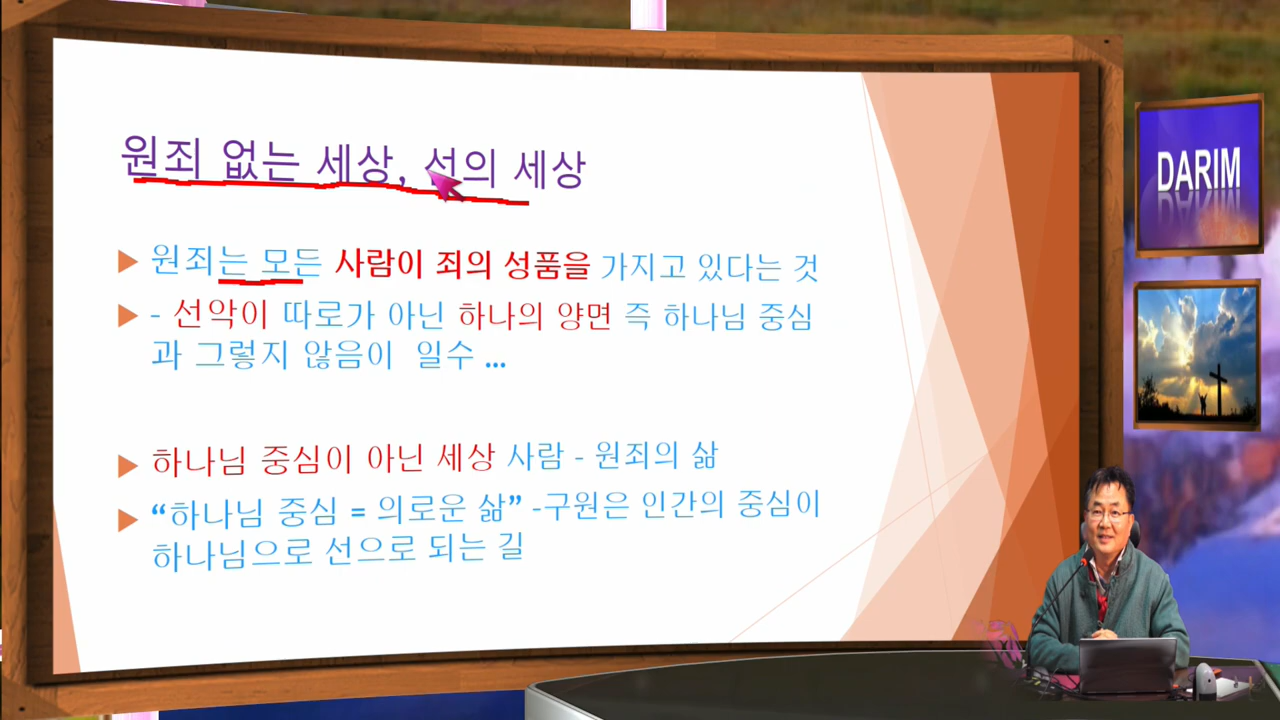 원죄 없는 세상, 선의 세상
원죄는 모든 사람이 죄의 성품을 가지고 있다는 것
- 선악이 따로가 아닌 하나의 양면 즉 하나님 중심
과 그렇지 않음이 일수 ...
하나님 중심이 아닌 세상 사람 - 원죄의 삶
“하나님 중심 = 의로운 삶” -구원은 인간의 중심이
하나님으로 선으로 되는 길
DARIM